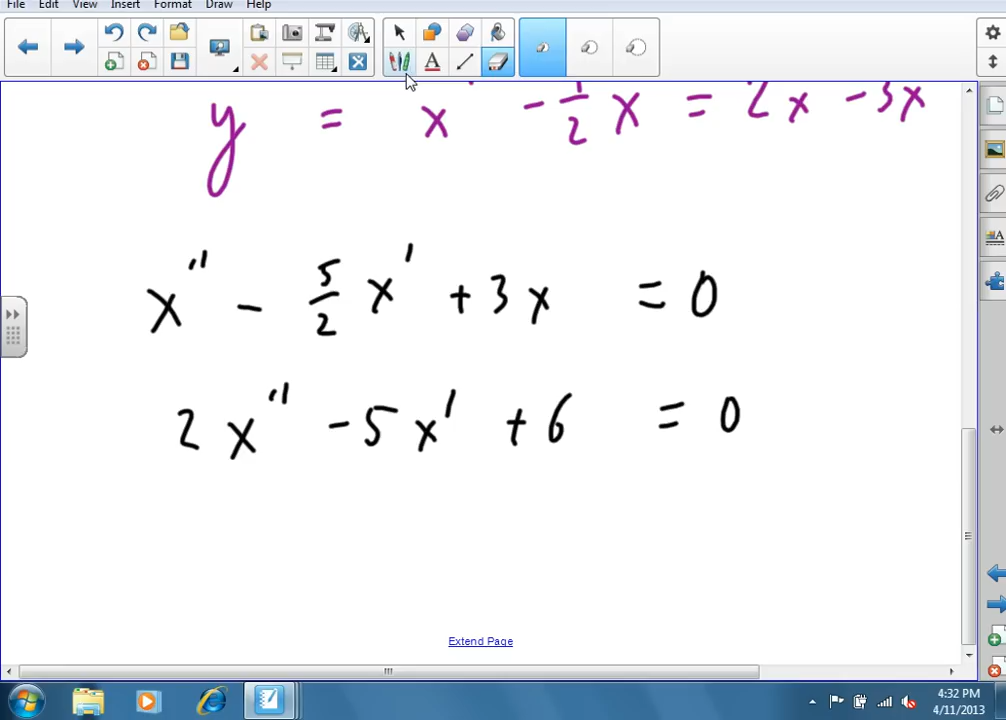 File Edit View Insert Format Draw Help
y = x' - 1/2 x = 2x - 3x
x'' - 5/2 x' + 3x = 0
2x'' - 5x' + 6 = 0
Extend Page
4:32 PM
4/11/2013